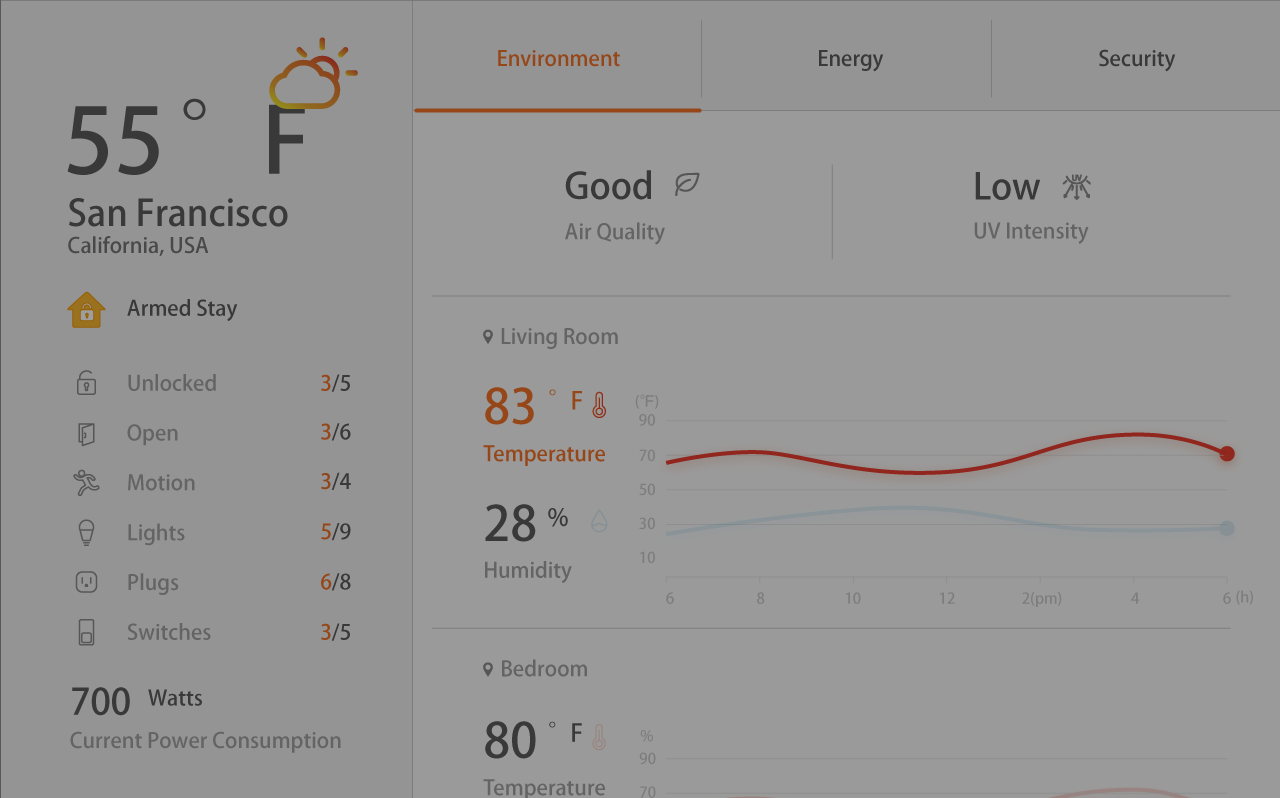 55 ° F
San Francisco
California, USA
Armed Stay
Unlocked 3/5
Open 3/6
Motion 3/4
Lights 5/9
Plugs 6/8
Switches 3/5
700 Watts
Current Power Consumption
Environment Energy Security
Good
Air Quality
Low
UV
UV Intensity
Living Room
83 ° F
Temperature
28 %
Humidity
(°F)
90
70
50
30
10
6 8 10 12 2(pm) 4 6 (h)
Bedroom
80 ° F
Temperature
%
90
70